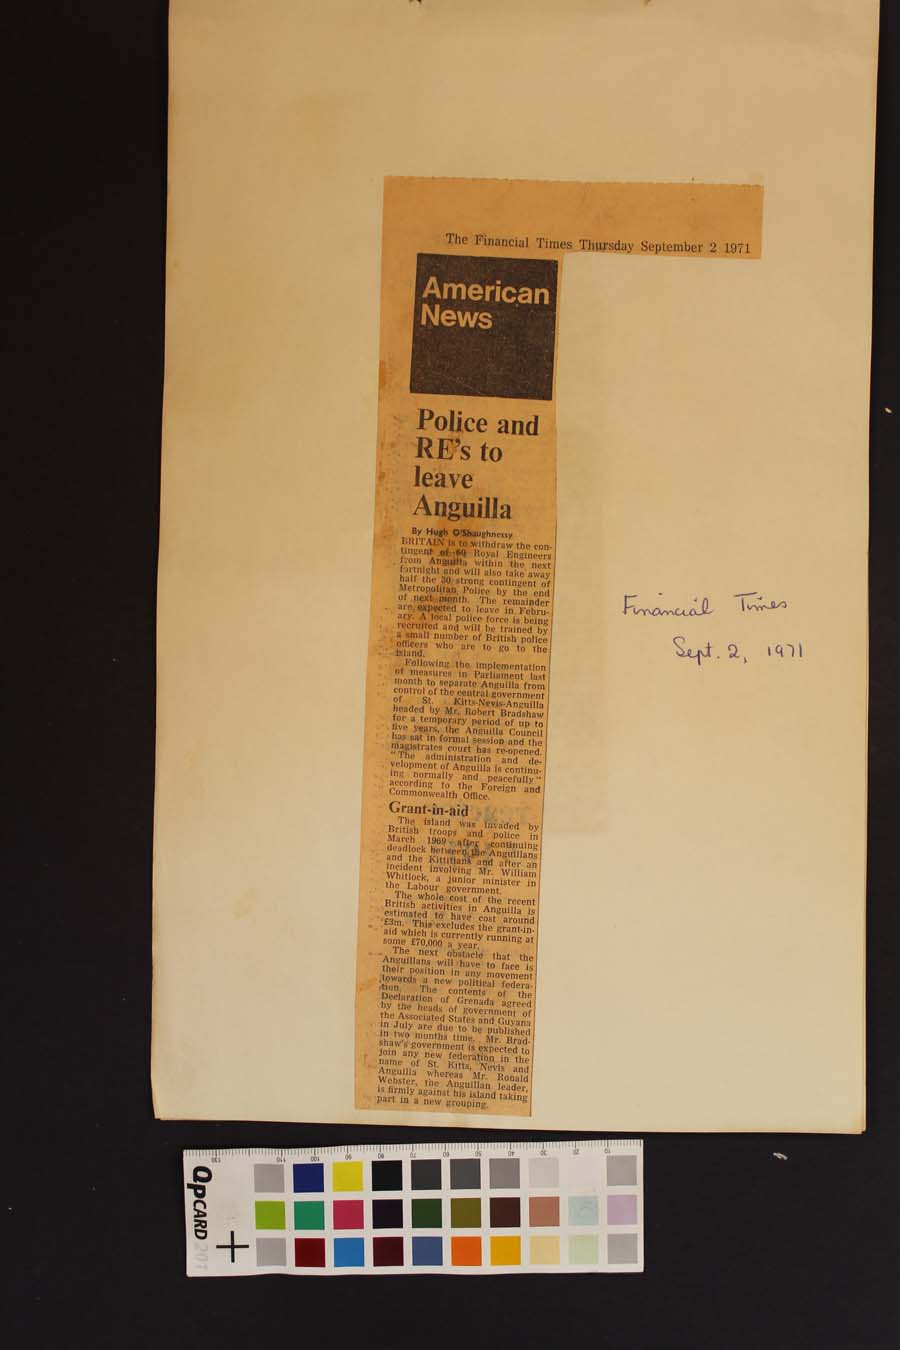 The Financial Times Thursday September 2 1971
American
News
Police and
RE's to
leave
Anguilla
By Hugh O'Shaughnessy
BRITAIN is to withdraw the con-
tingent of 60 Royal Engineers
from Anguilla within the next
fortnight and will also take away
half the 30 strong contingent of
Metropolitan Police by the end
of next month. The remainder
are expected to leave in Febru-
ary. A local police force is being
recruited and will be trained by
a small number of British police
officers who are to go to the
island.
Following the implementation
of measures in Parliament last
month to separate Anguilla from
control of the central government
of St. Kitts-Nevis-Anguilla
headed by Mr. Robert Bradshaw
for a temporary period of up to
five years, the Anguilla Council
has sat in formal session and the
magistrates court has re-opened.
"The administration and de-
velopment of Anguilla is continu-
ing normally and peacefully"
according to the Foreign and
Commonwealth Office.
Grant-in-aid
The island was invaded by
British troops and police in
March 1969 after continuing
deadlock between the Anguillans
and the Kittitians and after an
incident involving Mr. William
Whitlock, a junior minister in
the Labour government.
The whole cost of the recent
British activities in Anguilla is
estimated to have cost around
£3m. This excludes the grant-in-
aid which is currently running at
some £70,000 a year.
The next obstacle that the
Anguillans will have to face is
their position in any movement
towards a new political federa-
tion. The contents of the
Declaration of Grenada agreed
by the heads of government of
the Associated States and Guyana
in July are due to be published
in two months time. Mr. Brad-
shaw's government is expected to
join any new federation in the
name of St. Kitts, Nevis and
Anguilla whereas Mr. Ronald
Webster, the Anguillan leader,
is firmly against his island taking
part in a new grouping.
Financial Times
Sept. 2, 1971
130 110 100 90 80 70 60 50 40 30 20 10
QPCARD 201